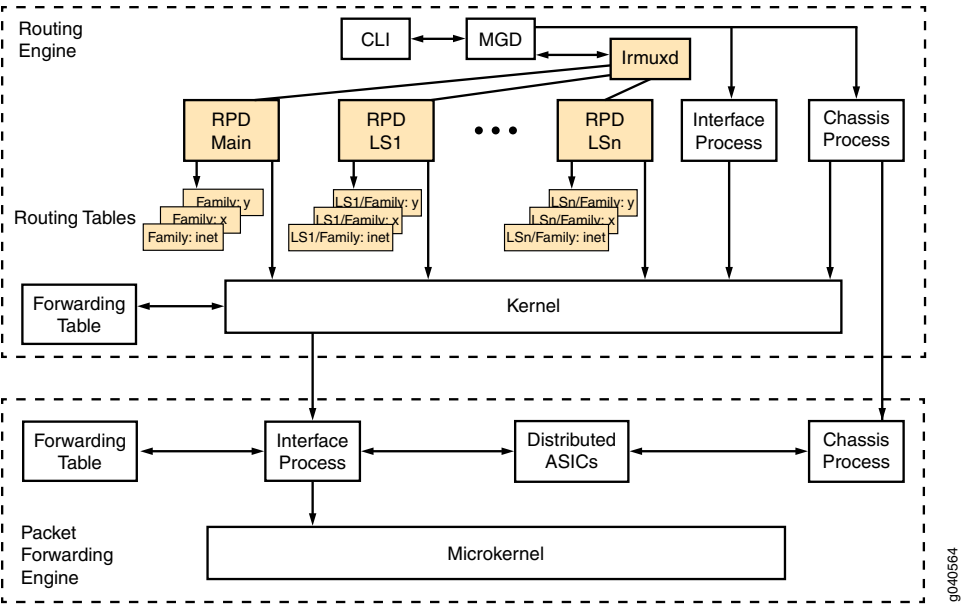 Routing
Engine
CLI
MGD
Irmuxd
RPD
Main
RPD
LS1
RPD
LSn
Interface
Process
Chassis
Process
Routing Tables
Family: y
Family: x
Family: inet
LS1/Family: y
LS1/Family: x
LS1/Family: inet
LSn/Family: y
LSn/Family: x
LSn/Family: inet
Forwarding
Table
Kernel
Forwarding
Table
Interface
Process
Distributed
ASICs
Chassis
Process
Packet
Forwarding
Engine
Microkernel
g040564